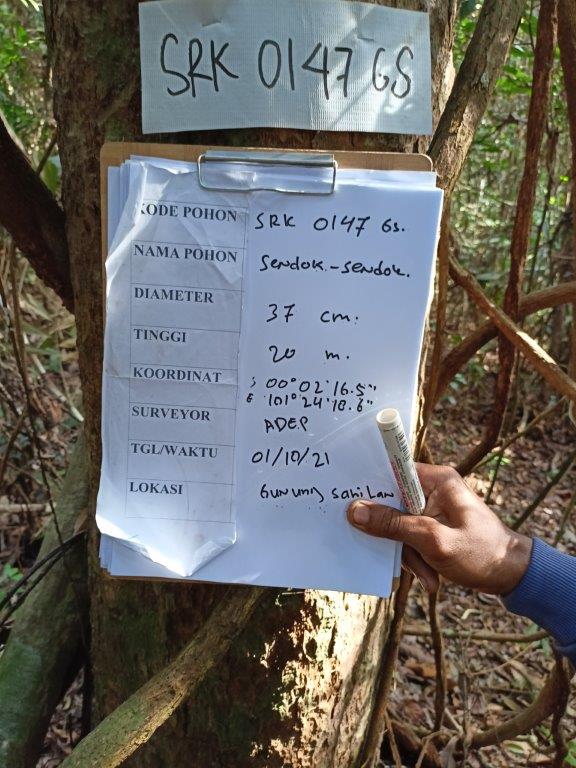 SRK 0147 GS
KODE POHON SRK 0147 GS.
NAMA POHON Sendok-sendok.
DIAMETER 37 cm.
TINGGI 20 m.
KOORDINAT S 00°02'16.5"
E 101°24'18.6"
SURVEYOR ADEP
TGL/WAKTU 01/10/21
LOKASI Gunung Sahilan